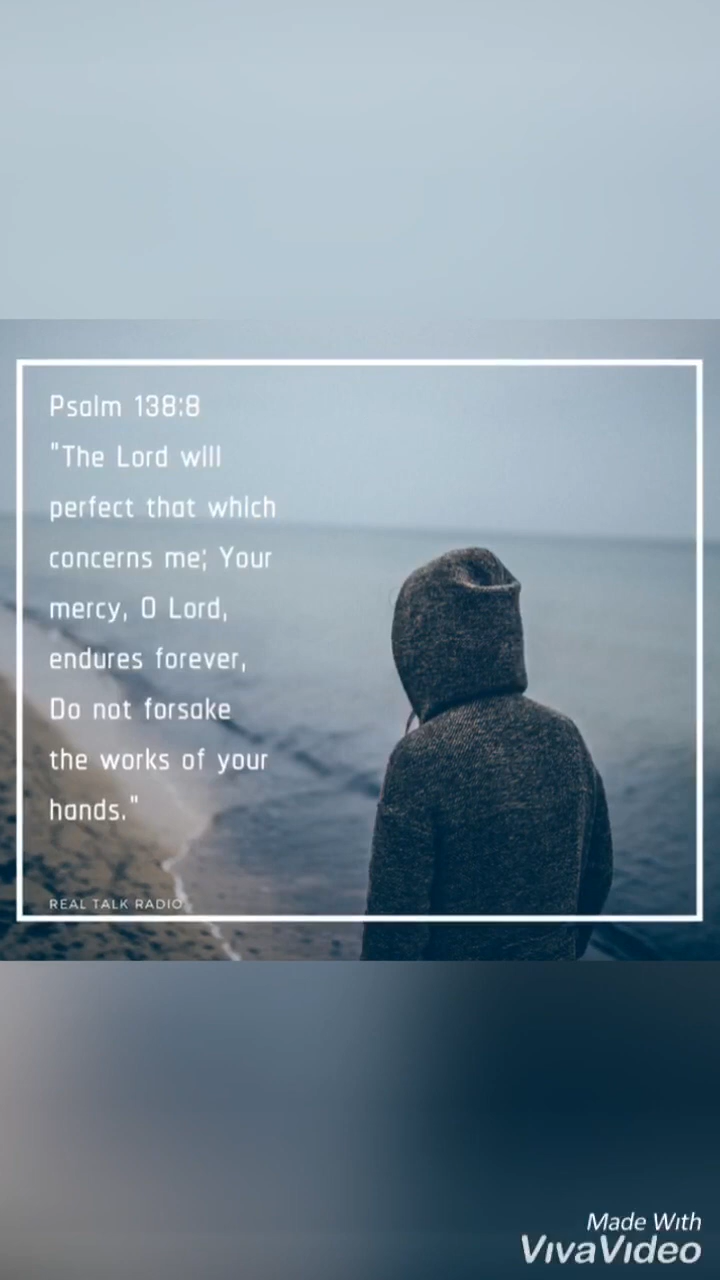 Psalm 138:8
"The Lord will
perfect that which
concerns me; Your
mercy, O Lord,
endures forever,
Do not forsake
the works of your
hands."
REAL TALK RADIO
Made With
VivaVideo